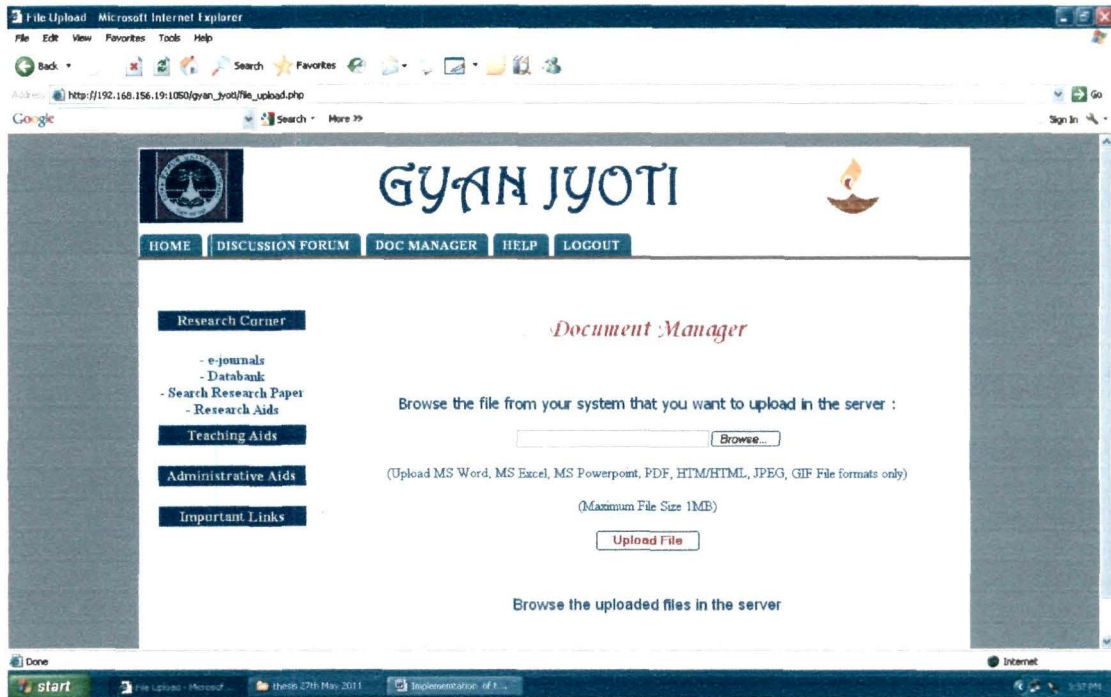 File Upload Microsoft Internet Explorer
File Edit View Favorites Tools Help
Back Search Favorites
Address http://192.168.156.19:1050/gyan_jyoti/file_upload.php Go
Google Search More >> Sign In
GYAN JYOTI
HOME DISCUSSION FORUM DOC MANAGER HELP LOGOUT
Research Corner
- e-journals
- Databank
- Search Research Paper
- Research Aids
Teaching Aids
Administrative Aids
Important Links
Document Manager
Browse the file from your system that you want to upload in the server :
Browse...
(Upload MS Word, MS Excel, MS Powerpoint, PDF, HTM/HTML, JPEG, GIF File formats only)
(Maximum File Size 1MB)
Upload File
Browse the uploaded files in the server
Done Internet
start File Upload - Microsof... thesis 27th May 2011 Implementation of t... 3:37 PM